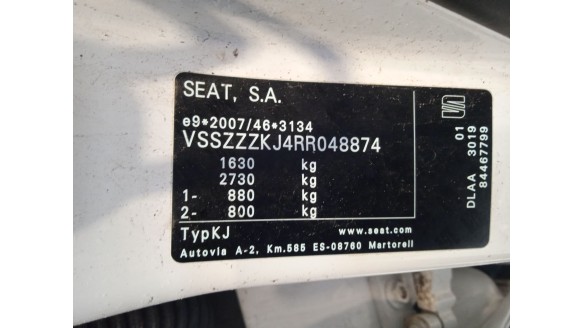 SEAT, S.A.
e9*2007/46*3134
VSSZZZKJ4RR048874
1630 kg
2730 kg
1- 880 kg
2- 800 kg
TypKJ www.seat.com
Autovia A-2, Km.585 ES-08760 Martorell
01
DLAA 3019
84467799